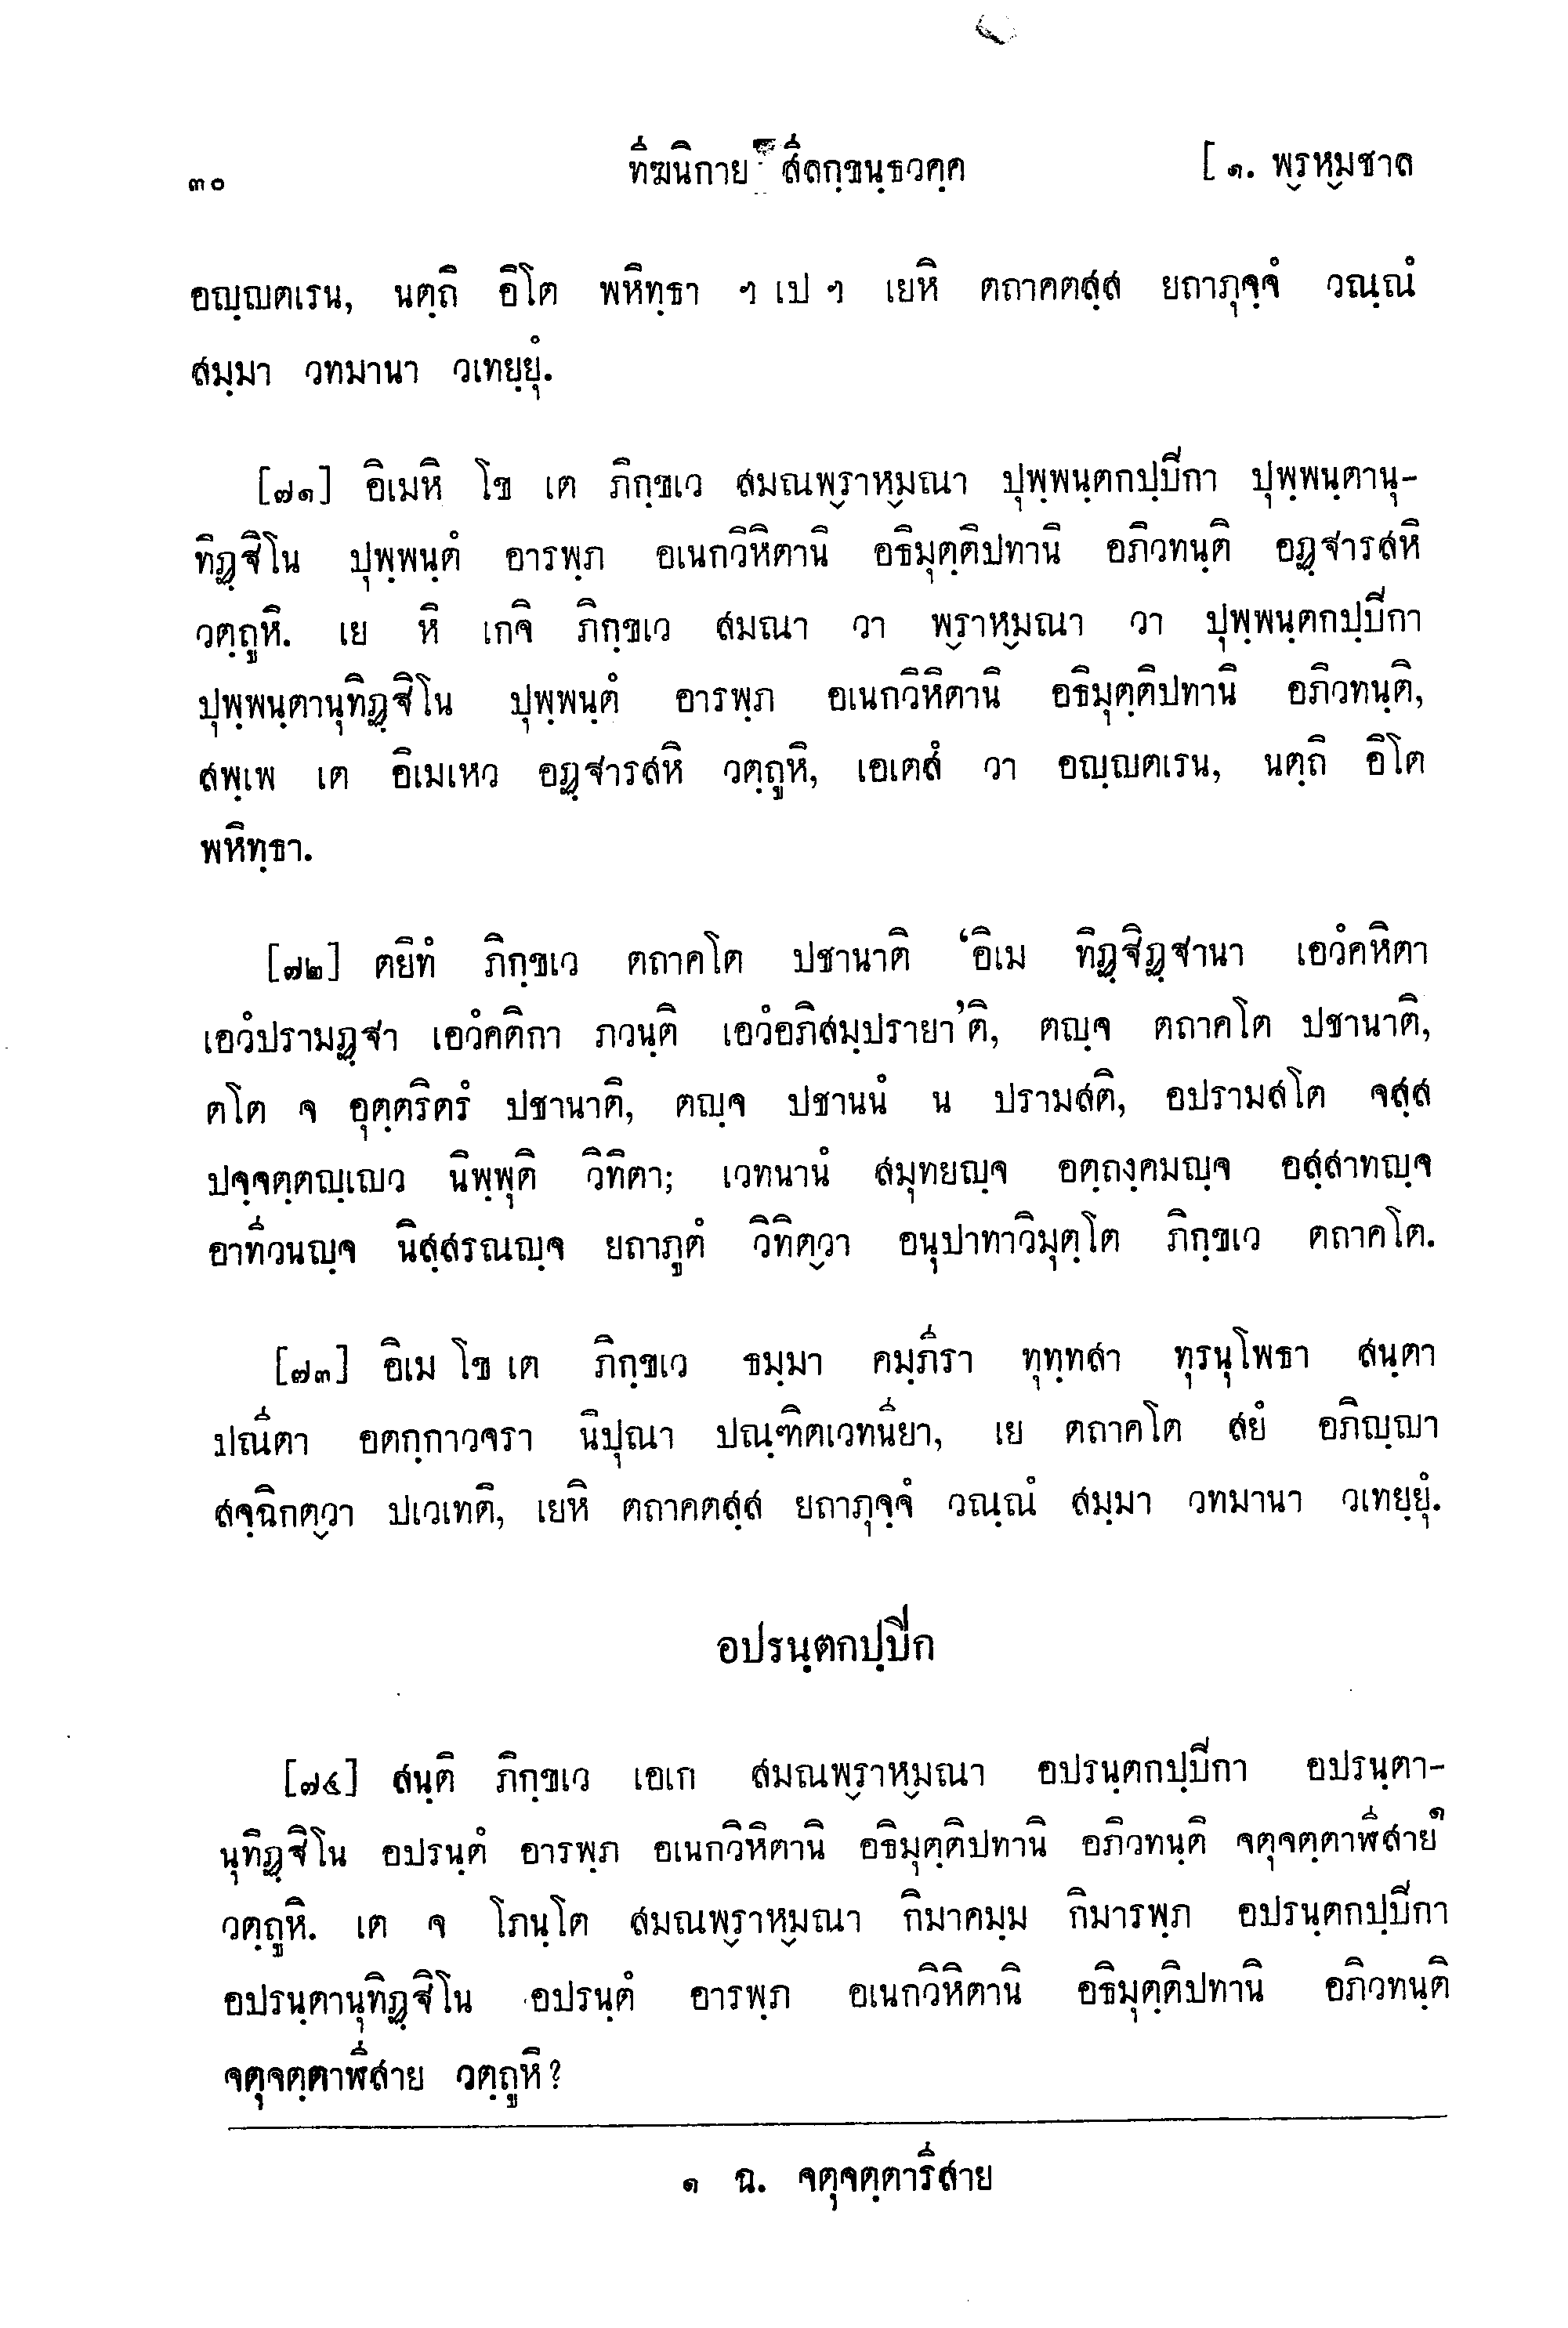 ๓๐ ทีฆนิกาย สีลกฺขนฺธวคฺค [ ๑. พฺรหฺมชาล
อญฺญตเรน, นตฺถิ อิโต พหิทฺธา ฯ เป ฯ เยหิ ตถาคตสฺส ยถาภุจฺจํ วณฺณํ
สมฺมา วทมานา วเทยฺยุํ.
[๗๑] อิเมหิ โข เต ภิกฺขเว สมณพฺราหฺมณา ปุพฺพนฺตกปฺปีกา ปุพฺพนฺตานุ-
ทิฏฺฐิโน ปุพฺพนฺตํ อารพฺภ อเนกวิหิตานิ อธิมุตฺติปทานิ อภิวทนฺติ อฏฺฐารสหิ
วตฺถูหิ. เย หิ เกจิ ภิกฺขเว สมณา วา พฺราหฺมณา วา ปุพฺพนฺตกปฺปีกา
ปุพฺพนฺตานุทิฏฺฐิโน ปุพฺพนฺตํ อารพฺภ อเนกวิหิตานิ อธิมุตฺติปทานิ อภิวทนฺติ,
สพฺเพ เต อิเมเหว อฏฺฐารสหิ วตฺถูหิ, เอเตสํ วา อญฺญตเรน, นตฺถิ อิโต
พหิทฺธา.
[๗๒] ตยิทํ ภิกฺขเว ตถาคโต ปชานาติ ‘อิเม ทิฏฺฐิฏฺฐานา เอวํคหิตา
เอวํปรามฏฺฐา เอวํคติกา ภวนฺติ เอวํอภิสมฺปรายา’ติ, ตญฺจ ตถาคโต ปชานาติ,
ตโต จ อุตฺตริตรํ ปชานาติ, ตญฺจ ปชานนํ น ปรามสติ, อปรามสโต จสฺส
ปจฺจตฺตญฺเญว นิพฺพุติ วิทิตา; เวทนานํ สมุทยญฺจ อตฺถงฺคมญฺจ อสฺสาทญฺจ
อาทีวนญฺจ นิสฺสรณญฺจ ยถาภูตํ วิทิตฺวา อนุปาทาวิมุตฺโต ภิกฺขเว ตถาคโต.
[๗๓] อิเม โข เต ภิกฺขเว ธมฺมา คมฺภีรา ทุทฺทสา ทุรนุโพธา สนฺตา
ปณีตา อตกฺกาวจรา นิปุณา ปณฺฑิตเวทนียา, เย ตถาคโต สยํ อภิญฺญา
สจฺฉิกตฺวา ปเวเทติ, เยหิ ตถาคตสฺส ยถาภุจฺจํ วณฺณํ สมฺมา วทมานา วเทยฺยุํ.
อปรนฺตกปฺปีก
[๗๔] สนฺติ ภิกฺขเว เอเก สมณพฺราหฺมณา อปรนฺตกปฺปีกา อปรนฺตา-
นุทิฏฺฐิโน อปรนฺตํ อารพฺภ อเนกวิหิตานิ อธิมุตฺติปทานิ อภิวทนฺติ จตุจตฺตาฬีสาย๑
วตฺถูหิ. เต จ โภนฺโต สมณพฺราหฺมณา กิมาคมฺม กิมารพฺภ อปรนฺตกปฺปีกา
อปรนฺตานุทิฏฺฐิโน อปรนฺตํ อารพฺภ อเนกวิหิตานิ อธิมุตฺติปทานิ อภิวทนฺติ
จตุจตฺตาฬีสาย วตฺถูหิ?
๑ ฉ. จตุจตฺตารีสาย